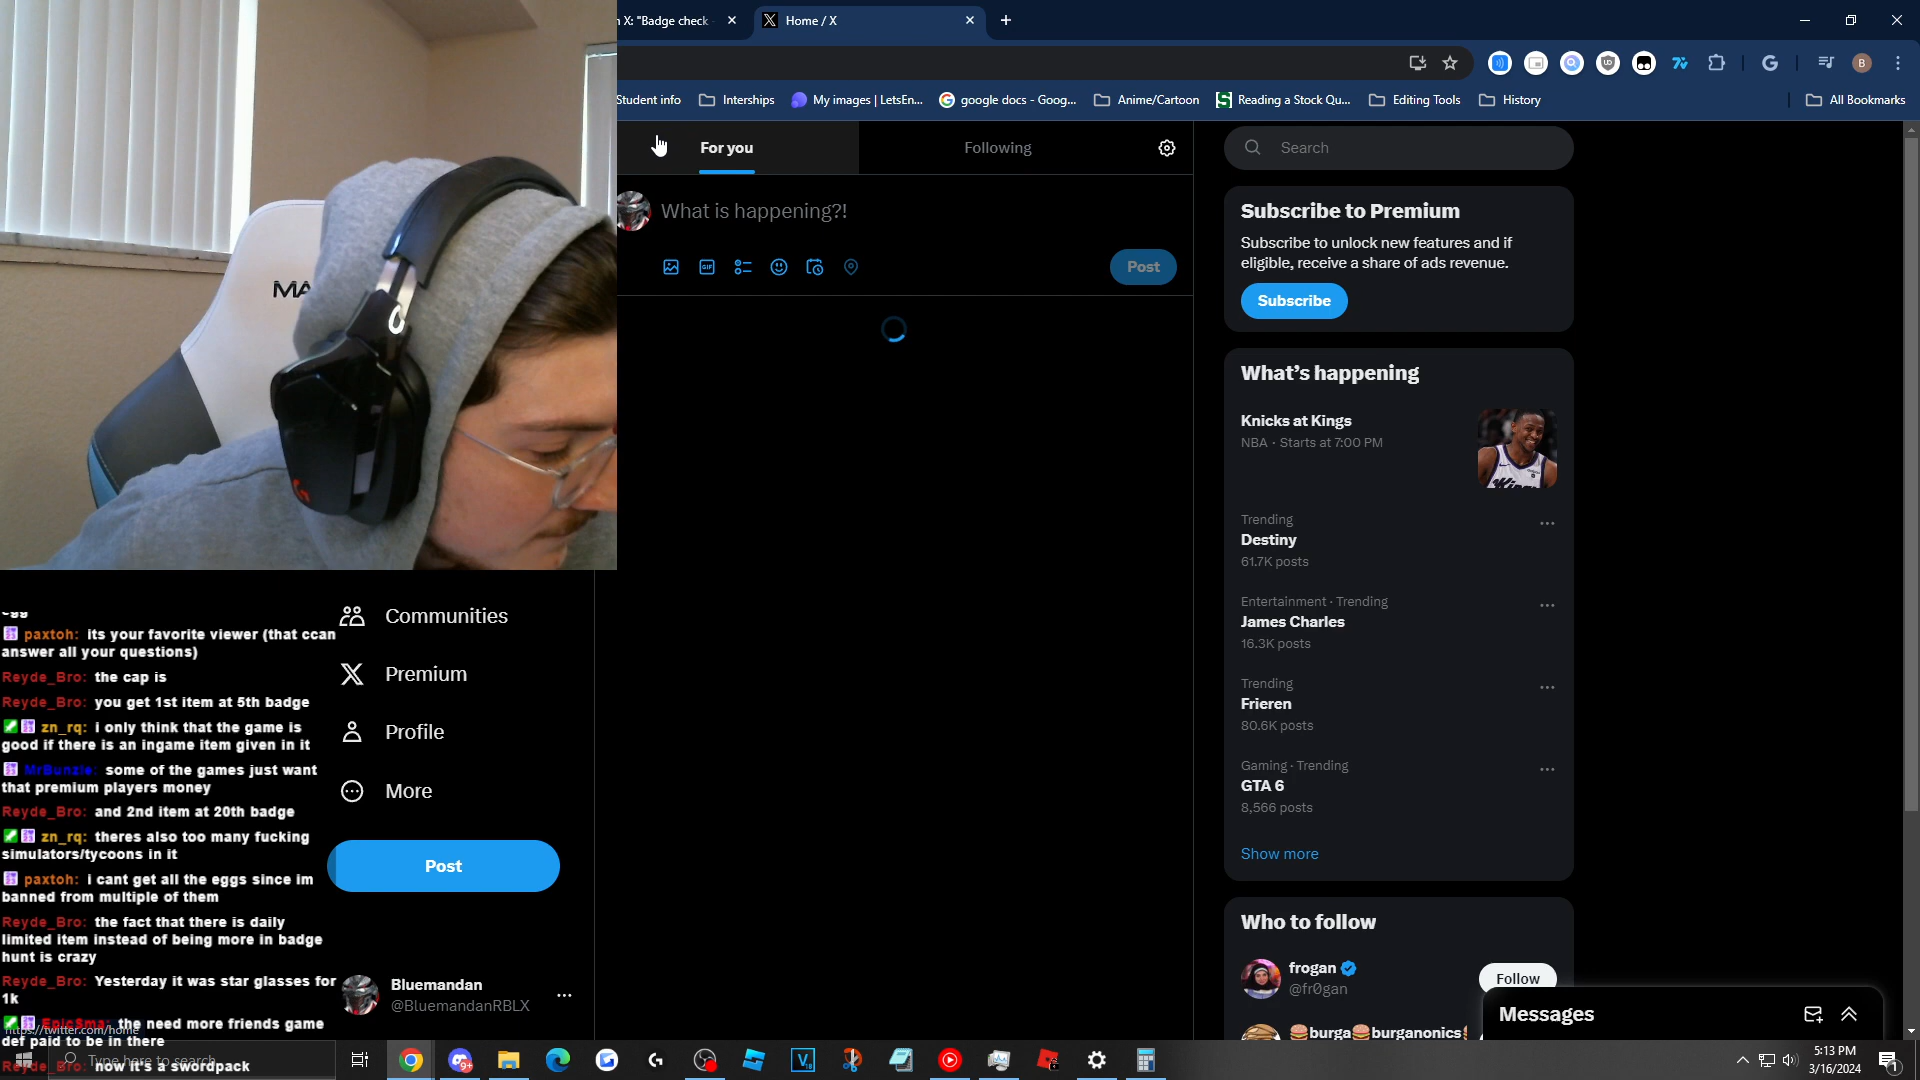 n X: "Badge check
Home / X
Student info
Interships
My images | LetsEn...
google docs - Goog...
Anime/Cartoon
Reading a Stock Qu...
Editing Tools
History
All Bookmarks
B
For you
Following
What is happening?!
GIF
Post
Search
Subscribe to Premium
Subscribe to unlock new features and if
eligible, receive a share of ads revenue.
Subscribe
What's happening
Knicks at Kings
NBA · Starts at 7:00 PM
Trending
Destiny
61.7K posts
Entertainment · Trending
James Charles
16.3K posts
Trending
Frieren
80.6K posts
Gaming · Trending
GTA 6
8,566 posts
Show more
Who to follow
frogan
@fr0gan
Follow
🍔burga🍔burganonics
Messages
MA
Communities
Premium
Profile
More
Post
Bluemandan
@BluemandanRBLX
egg
paxtoh: its your favorite viewer (that ccan
answer all your questions)
Reyde_Bro: the cap is
Reyde_Bro: you get 1st item at 5th badge
zn_rq: i only think that the game is
good if there is an ingame item given in it
MrBunzie: some of the games just want
that premium players money
Reyde_Bro: and 2nd item at 20th badge
zn_rq: theres also too many fucking
simulators/tycoons in it
paxtoh: i cant get all the eggs since im
banned from multiple of them
Reyde_Bro: the fact that there is daily
limited item instead of being more in badge
hunt is crazy
Reyde_Bro: Yesterday it was star glasses for
1k
the need more friends game
https://twitter.com/home
def paid to be in there
Type here to search
Reyde_Bro: now it's a swordpack
9+
5:13 PM
3/16/2024
1